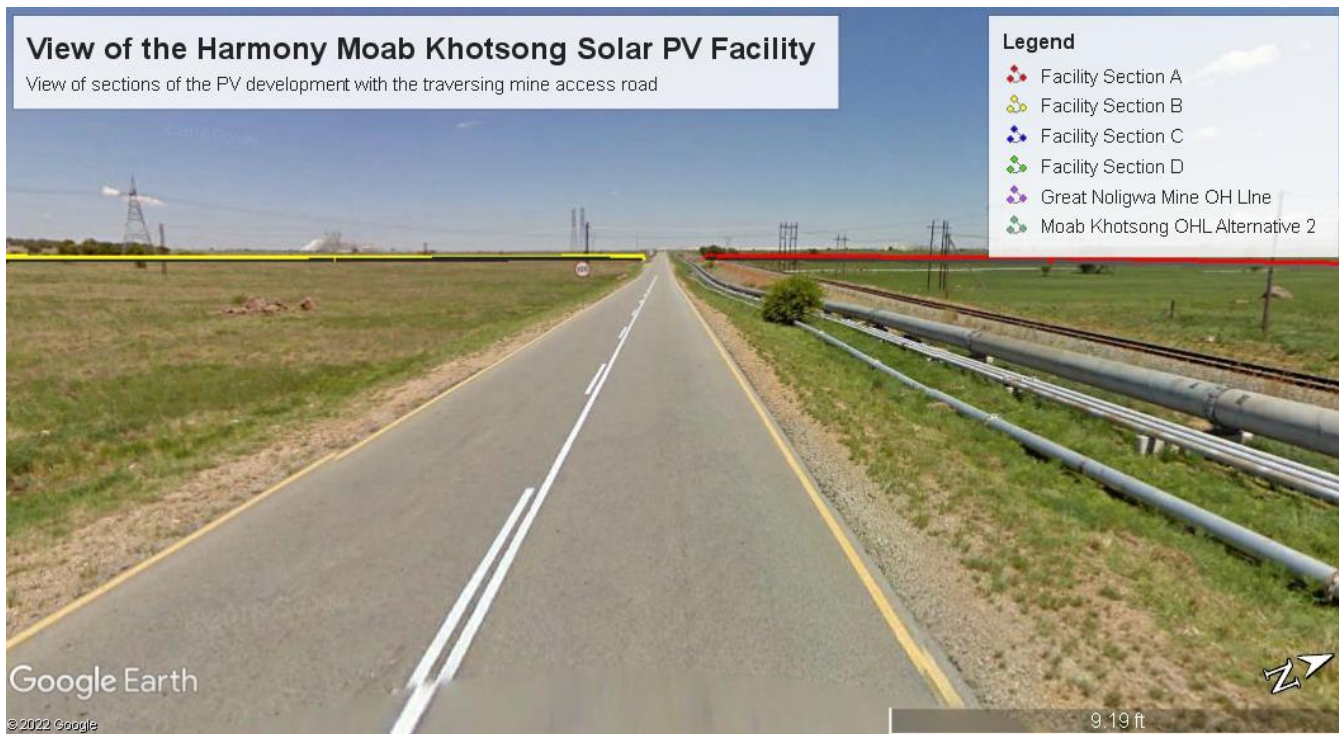 View of the Harmony Moab Khotsong Solar PV Facility
View of sections of the PV development with the traversing mine access road
Legend
Facility Section A
Facility Section B
Facility Section C
Facility Section D
Great Noligwa Mine OH LIne
Moab Khotsong OHL Alternative 2
Google Earth
© 2022 Google
N
9.19 ft